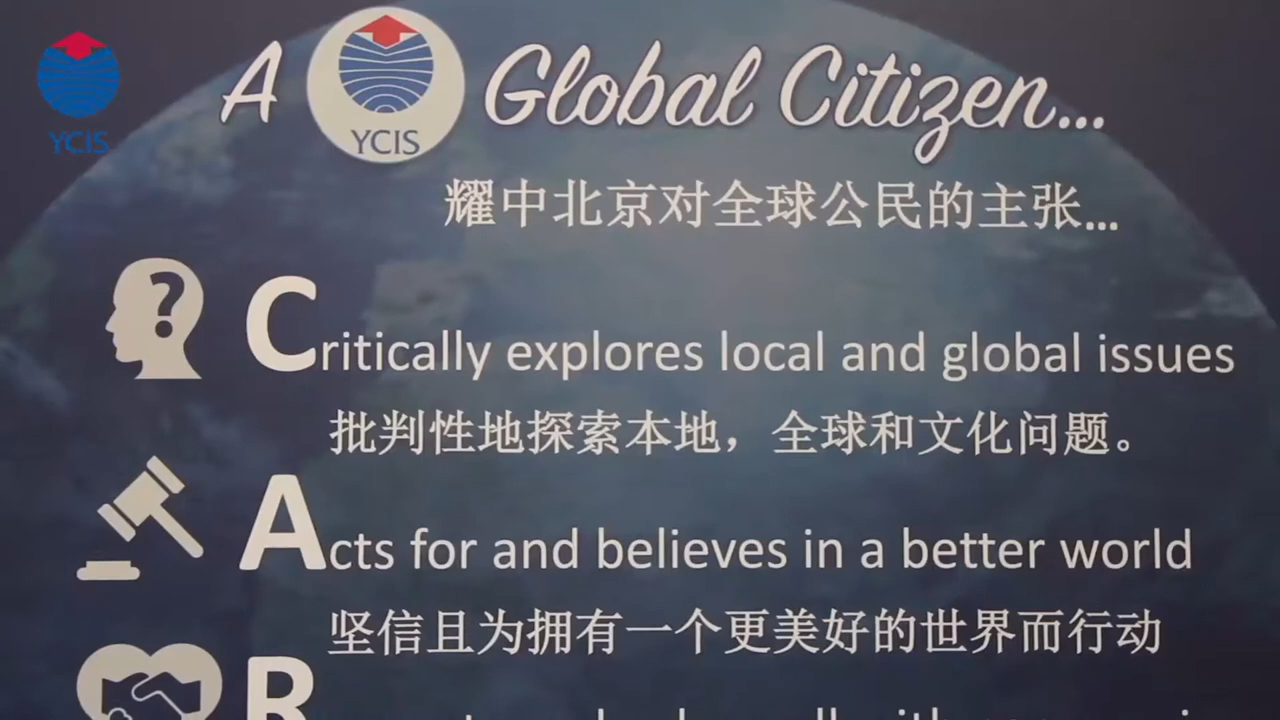 YCIS
A YCIS Global Citizen...
耀中北京对全球公民的主张...
?
Critically explores local and global issues
批判性地探索本地，全球和文化问题。
Acts for and believes in a better world
坚信且为拥有一个更美好的世界而行动
R